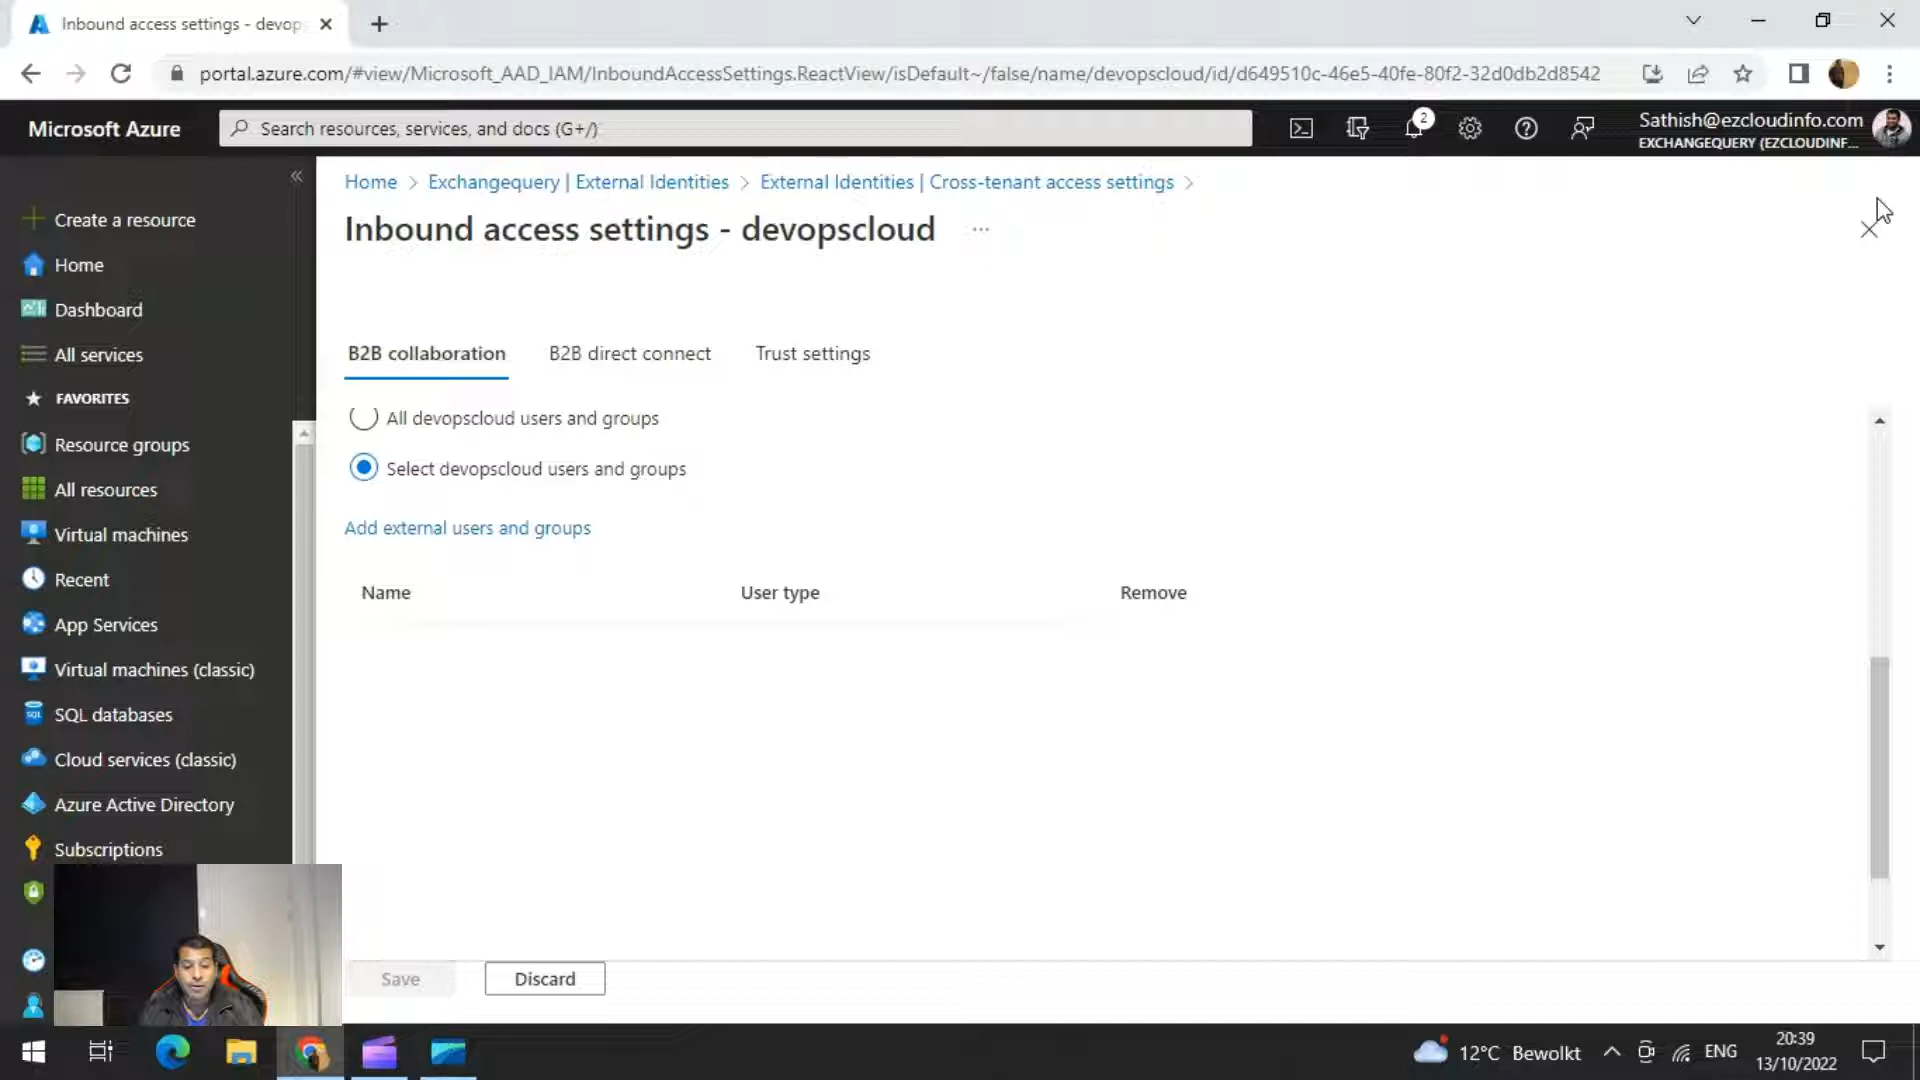 Inbound access settings - devop
portal.azure.com/#view/Microsoft_AAD_IAM/InboundAccessSettings.ReactView/isDefault~/false/name/devopscloud/id/d649510c-46e5-40fe-80f2-32d0db2d8542
Microsoft Azure
Search resources, services, and docs (G+/)
2
Sathish@ezcloudinfo.com
EXCHANGEQUERY (EZCLOUDINF...
Home > Exchangequery | External Identities > External Identities | Cross-tenant access settings >
Inbound access settings - devopscloud
...
B2B collaboration
B2B direct connect
Trust settings
All devopscloud users and groups
Select devopscloud users and groups
Add external users and groups
Name
User type
Remove
Save
Discard
Create a resource
Home
Dashboard
All services
FAVORITES
Resource groups
All resources
Virtual machines
Recent
App Services
Virtual machines (classic)
SQL
SQL databases
Cloud services (classic)
Azure Active Directory
Subscriptions
12°C Bewolkt
ENG
20:39
13/10/2022